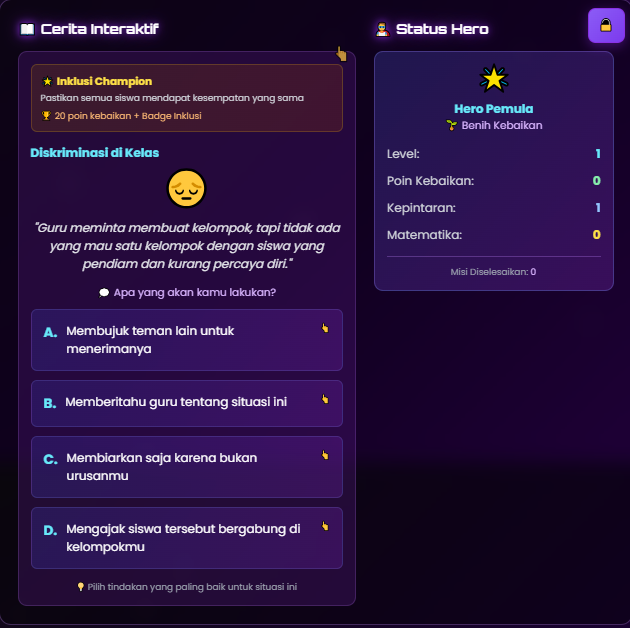 Cerita Interaktif
Inklusi Champion
Pastikan semua siswa mendapat kesempatan yang sama
20 poin kebaikan + Badge Inklusi
Diskriminasi di Kelas
"Guru meminta membuat kelompok, tapi tidak ada
yang mau satu kelompok dengan siswa yang
pendiam dan kurang percaya diri."
Apa yang akan kamu lakukan?
A. Membujuk teman lain untuk
menerimanya
B. Memberitahu guru tentang situasi ini
C. Membiarkan saja karena bukan
urusanmu
D. Mengajak siswa tersebut bergabung di
kelompokmu
Pilih tindakan yang paling baik untuk situasi ini
Status Hero
Hero Pemula
Benih Kebaikan
Level: 1
Poin Kebaikan: 0
Kepintaran: 1
Matematika: 0
Misi Diselesaikan: 0